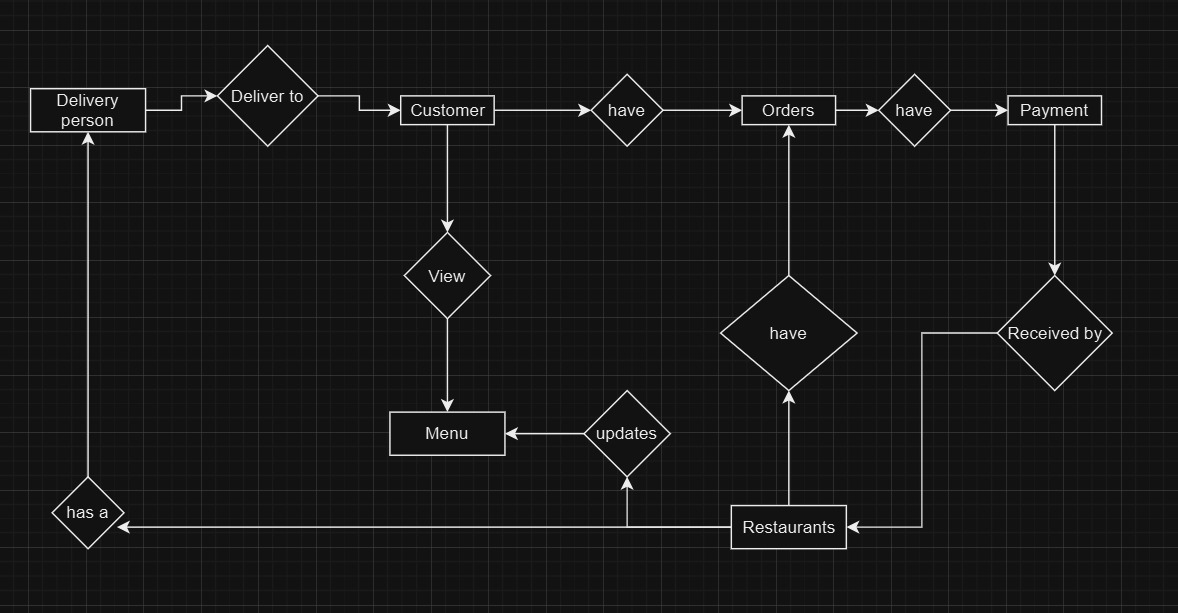 Delivery
person
Deliver to
Customer
have
Orders
have
Payment
View
have
Received by
Menu
updates
has a
Restaurants